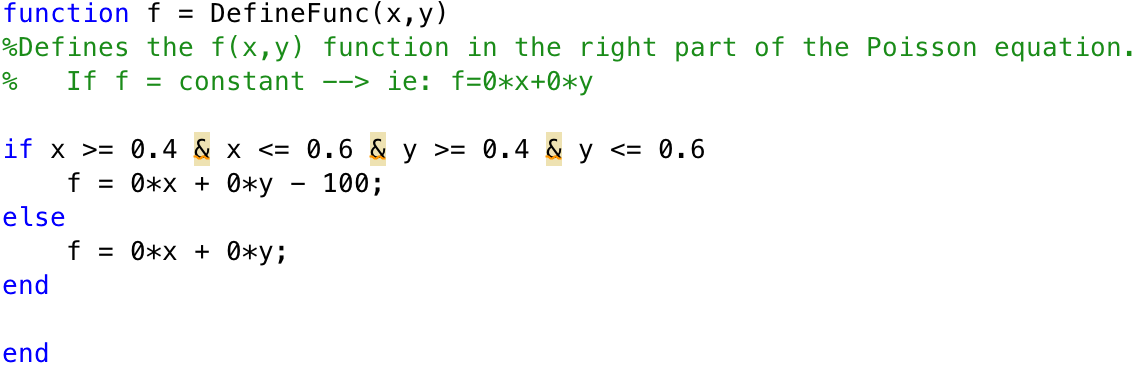 function f = DefineFunc(x,y)
%Defines the f(x,y) function in the right part of the Poisson equation.
%   If f = constant --> ie: f=0*x+0*y
if x >= 0.4 & x <= 0.6 & y >= 0.4 & y <= 0.6
    f = 0*x + 0*y - 100;
else
    f = 0*x + 0*y;
end
end